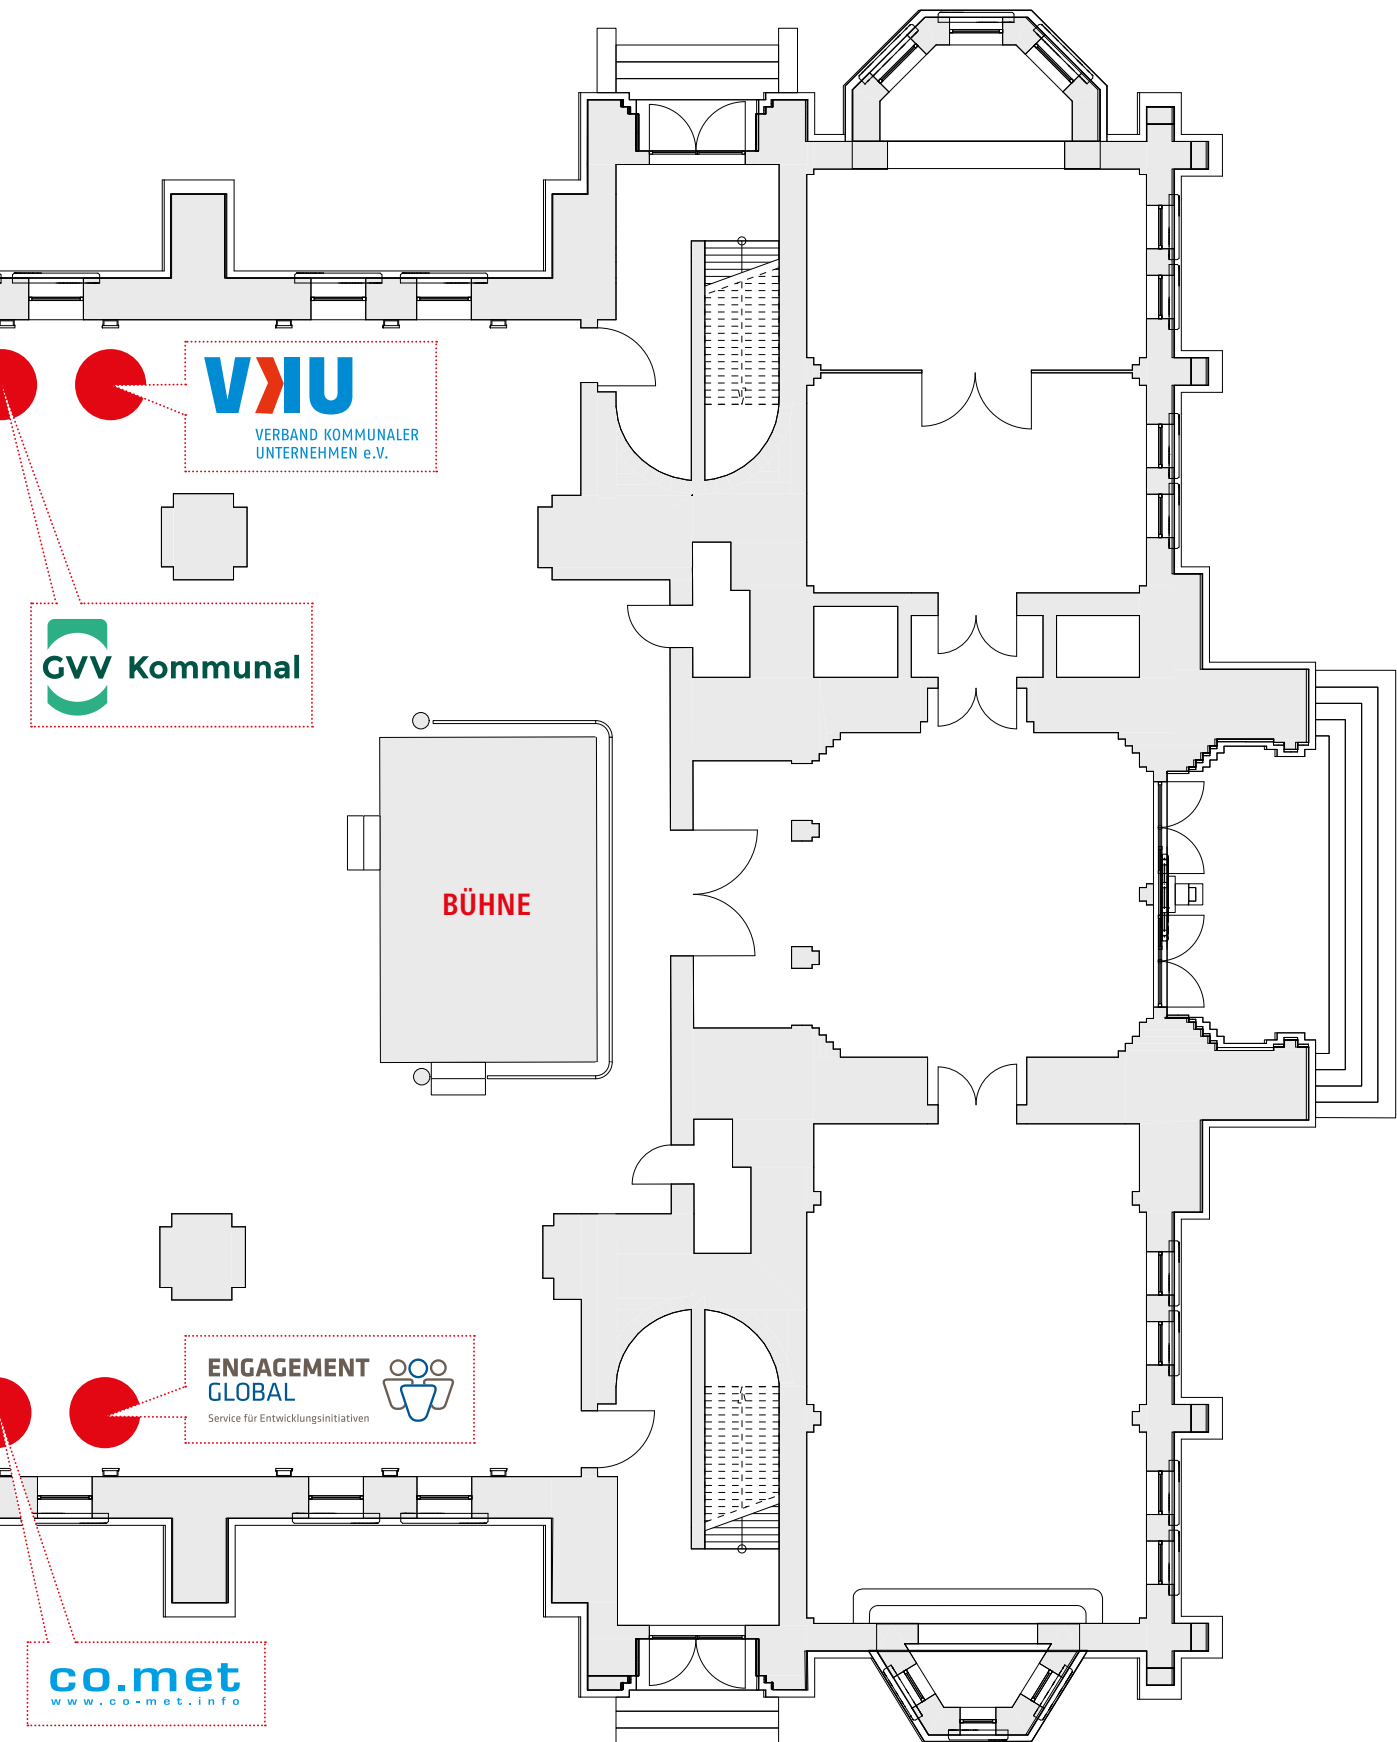 VKU
VERBAND KOMMUNALER
UNTERNEHMEN e.V.
GVV Kommunal
BÜHNE
ENGAGEMENT
GLOBAL
Service für Entwicklungsinitiativen
co.met
www.co-met.info